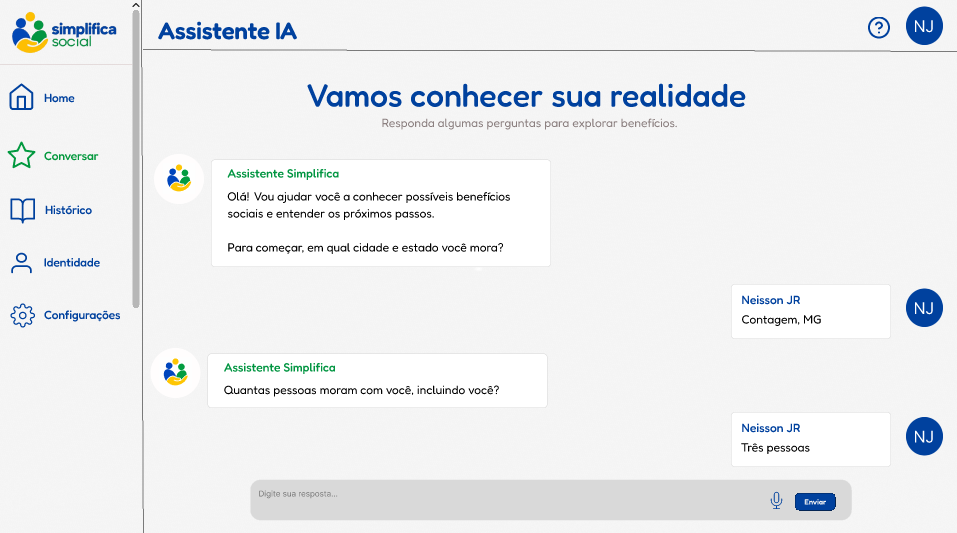 simplifica
social
Assistente IA
NJ
Home
Conversar
Histórico
Identidade
Configurações
Vamos conhecer sua realidade
Responda algumas perguntas para explorar benefícios.
Assistente Simplifica
Olá! Vou ajudar você a conhecer possíveis benefícios
sociais e entender os próximos passos.
Para começar, em qual cidade e estado você mora?
Neisson JR
Contagem, MG
NJ
Assistente Simplifica
Quantas pessoas moram com você, incluindo você?
Neisson JR
Três pessoas
NJ
Digite sua resposta...
Enviar